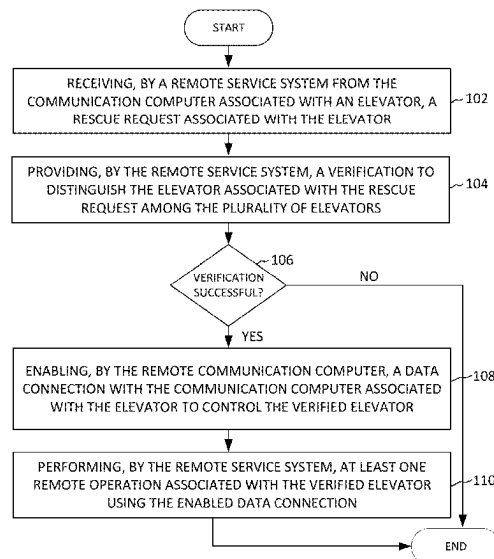 START
RECEIVING, BY A REMOTE SERVICE SYSTEM FROM THE
COMMUNICATION COMPUTER ASSOCIATED WITH AN ELEVATOR, A
RESCUE REQUEST ASSOCIATED WITH THE ELEVATOR
102
PROVIDING, BY THE REMOTE SERVICE SYSTEM, A VERIFICATION TO
DISTINGUISH THE ELEVATOR ASSOCIATED WITH THE RESCUE
REQUEST AMONG THE PLURALITY OF ELEVATORS
104
106
VERIFICATION
SUCCESSFUL?
NO
YES
ENABLING, BY THE REMOTE COMMUNICATION COMPUTER, A DATA
CONNECTION WITH THE COMMUNICATION COMPUTER ASSOCIATED
WITH THE ELEVATOR TO CONTROL THE VERIFIED ELEVATOR
108
PERFORMING, BY THE REMOTE SERVICE SYSTEM, AT LEAST ONE
REMOTE OPERATION ASSOCIATED WITH THE VERIFIED ELEVATOR
USING THE ENABLED DATA CONNECTION
110
END